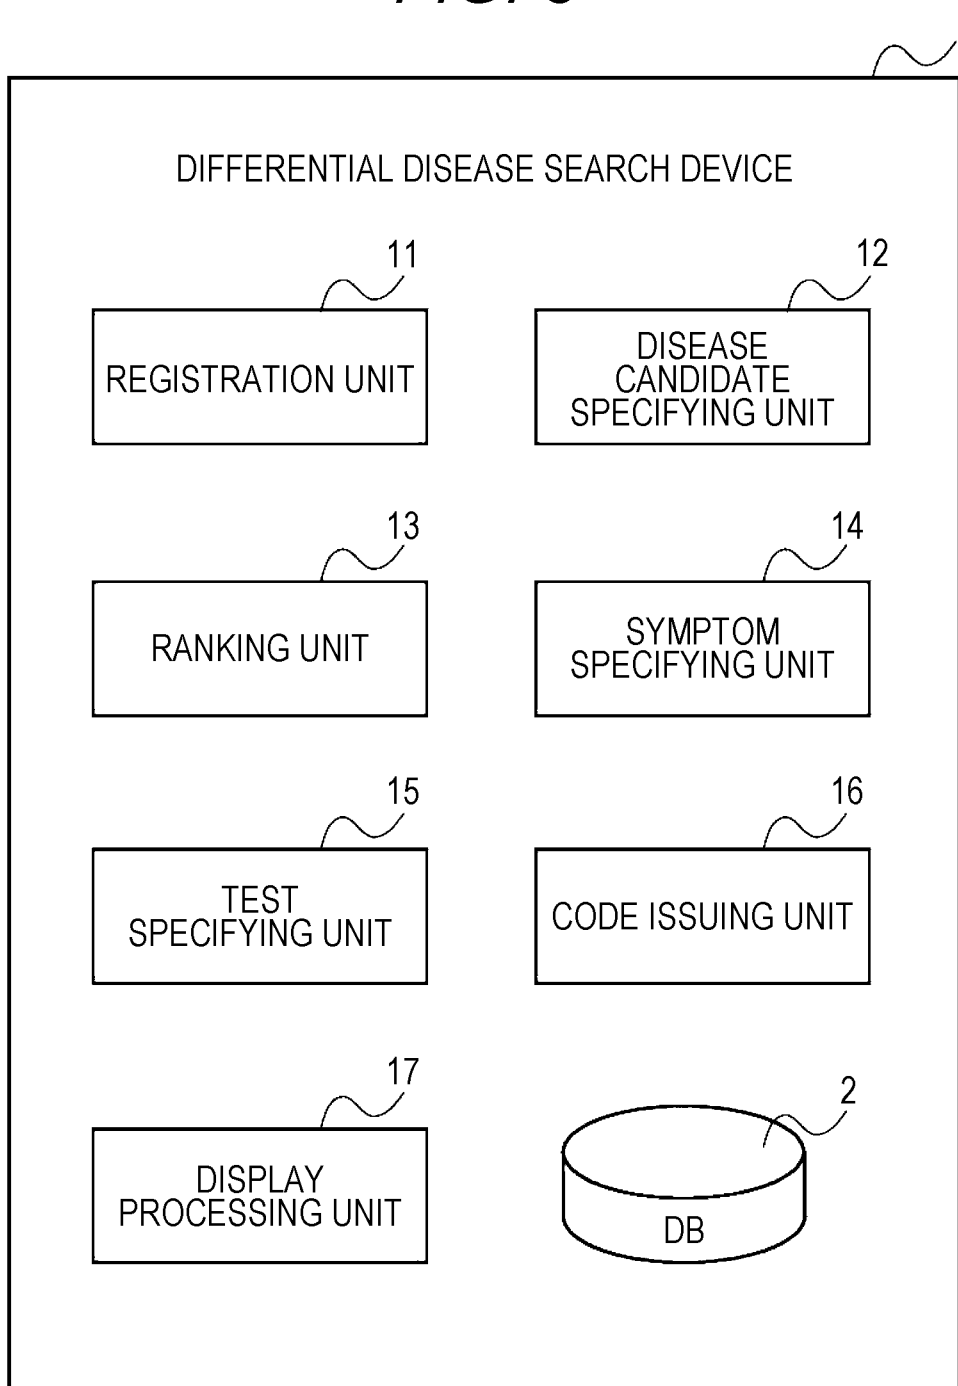 DIFFERENTIAL DISEASE SEARCH DEVICE
11
12
REGISTRATION UNIT
DISEASE
CANDIDATE
SPECIFYING UNIT
13
14
RANKING UNIT
SYMPTOM
SPECIFYING UNIT
15
16
TEST
SPECIFYING UNIT
CODE ISSUING UNIT
17
2
DISPLAY
PROCESSING UNIT
DB